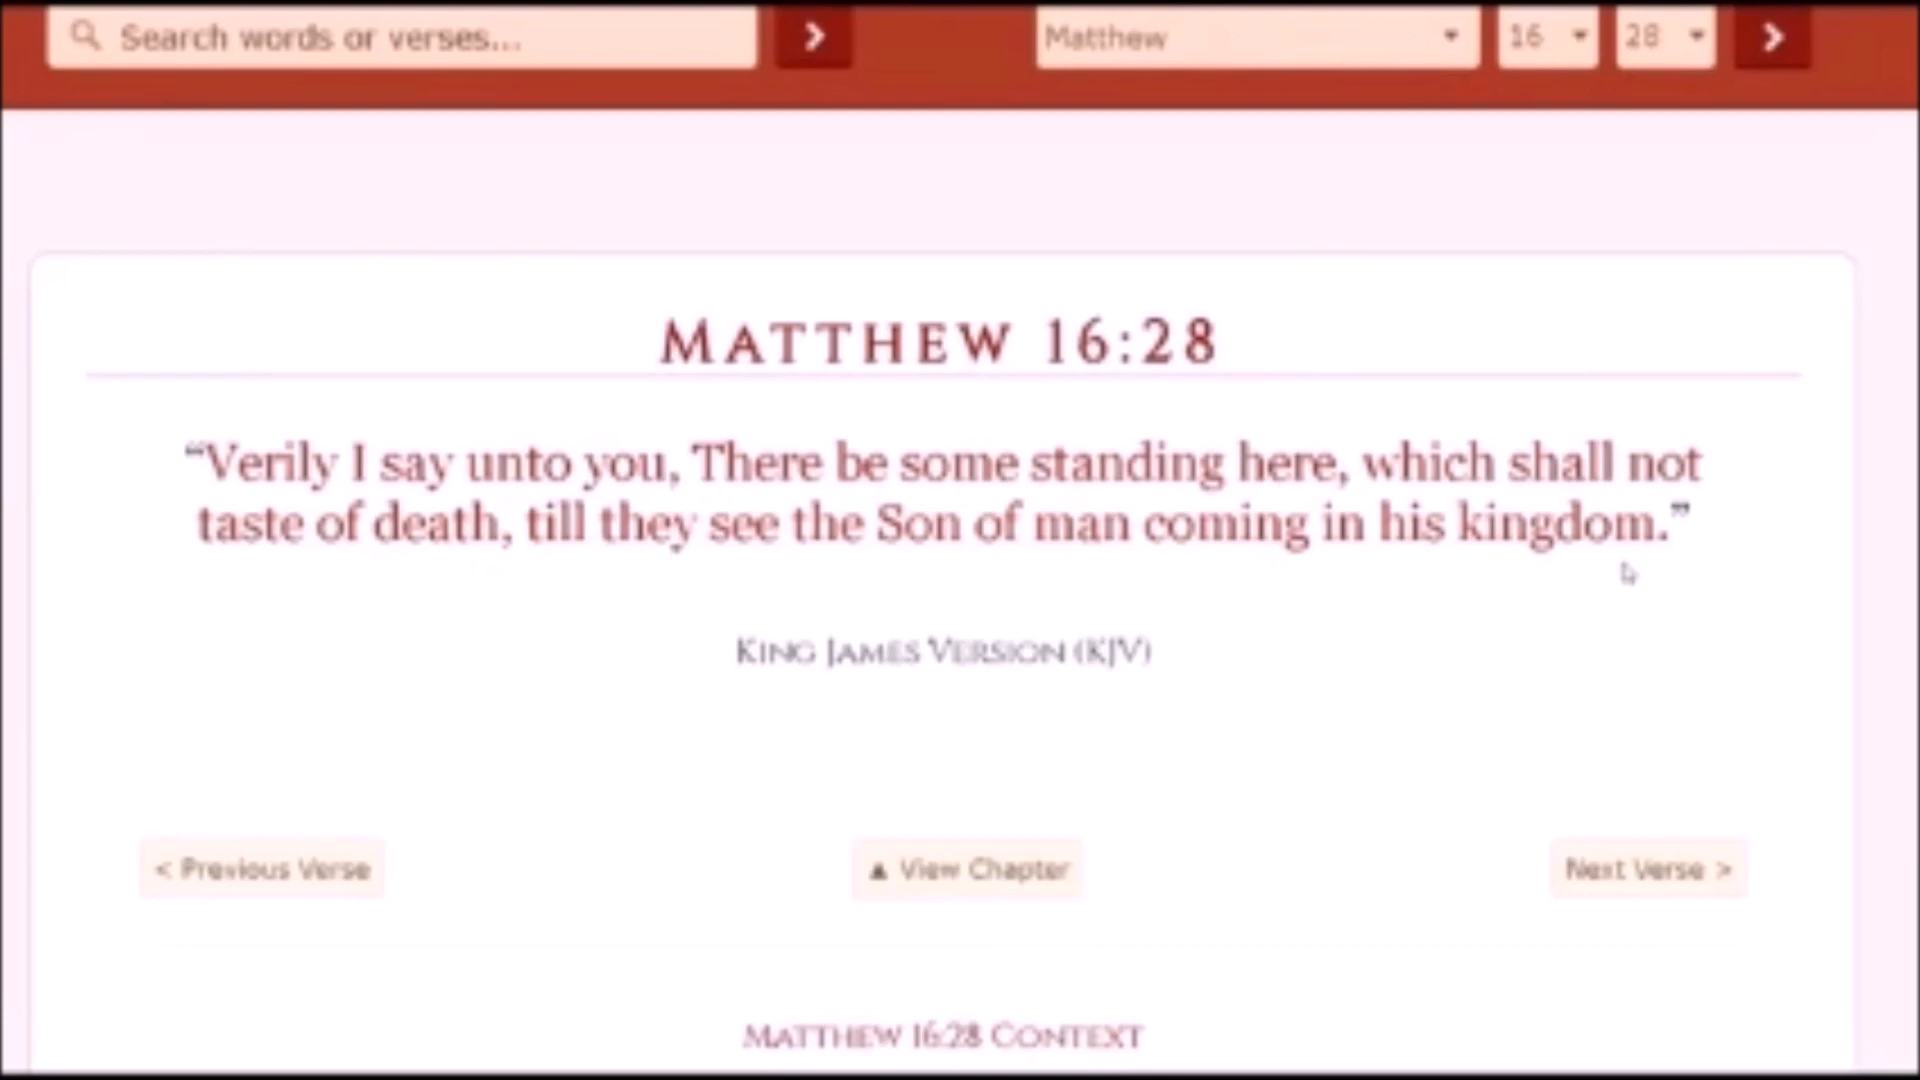 Search words or verses...
Matthew 16 28
MATTHEW 16:28
“Verily I say unto you, There be some standing here, which shall not
taste of death, till they see the Son of man coming in his kingdom.”
KING JAMES VERSION (KJV)
< Previous Verse
▲ View Chapter
Next Verse >
MATTHEW 16:28 CONTEXT